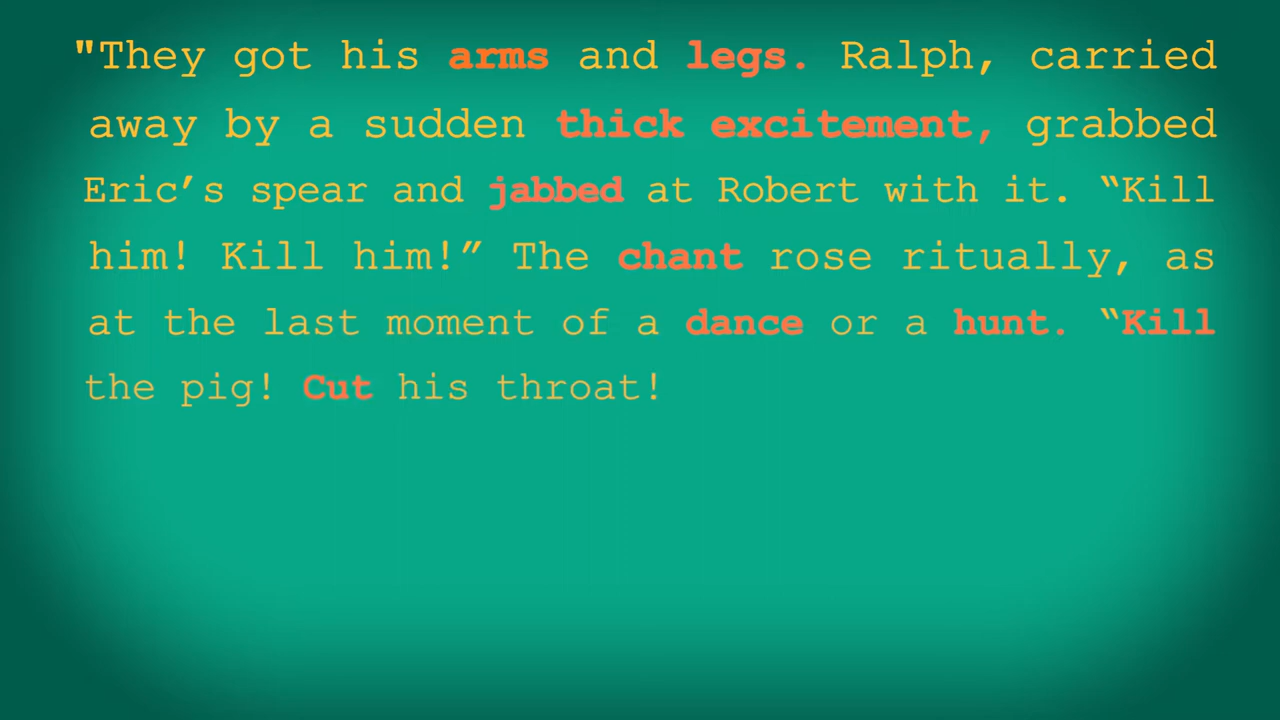 "They got his arms and legs. Ralph, carried
away by a sudden thick excitement, grabbed
Eric’s spear and jabbed at Robert with it. “Kill
him! Kill him!” The chant rose ritually, as
at the last moment of a dance or a hunt. “Kill
the pig! Cut his throat!